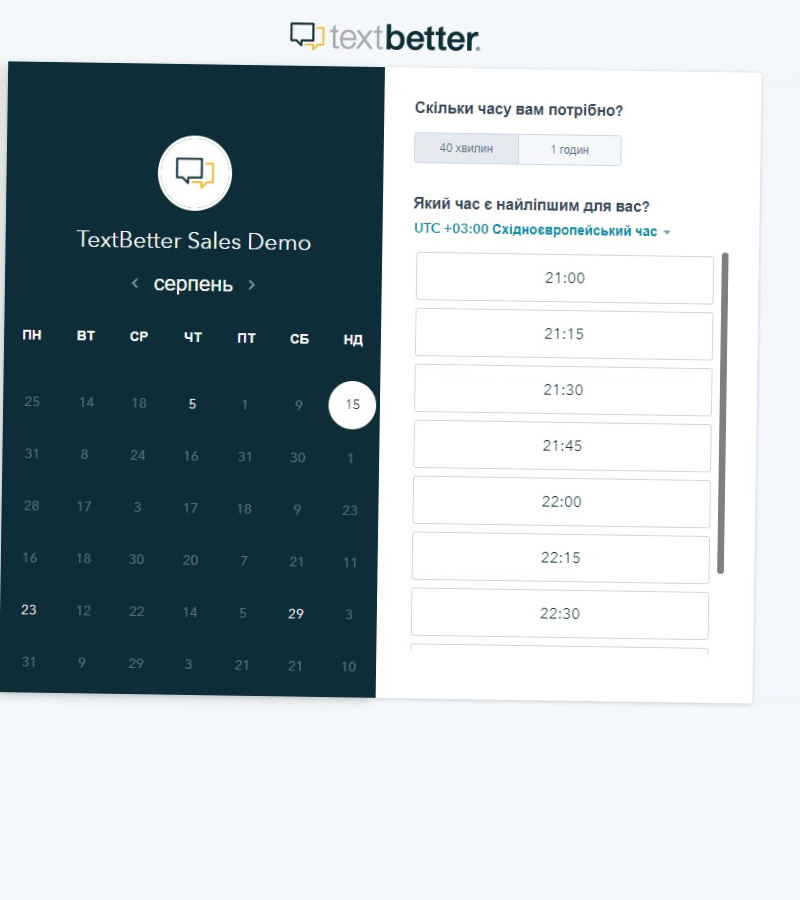 textbetter.
TextBetter Sales Demo
серпень
ПН ВТ СР ЧТ ПТ СБ НД
25 14 18 5 1 9 15
31 8 24 16 31 30 1
28 17 3 17 18 9 23
16 18 30 20 7 21 11
23 12 22 14 5 29 3
31 9 29 3 21 21 10
Скільки часу вам потрібно?
40 хвилин 1 годин
Який час є найліпшим для вас?
UTC +03:00 Східноєвропейський час
21:00
21:15
21:30
21:45
22:00
22:15
22:30